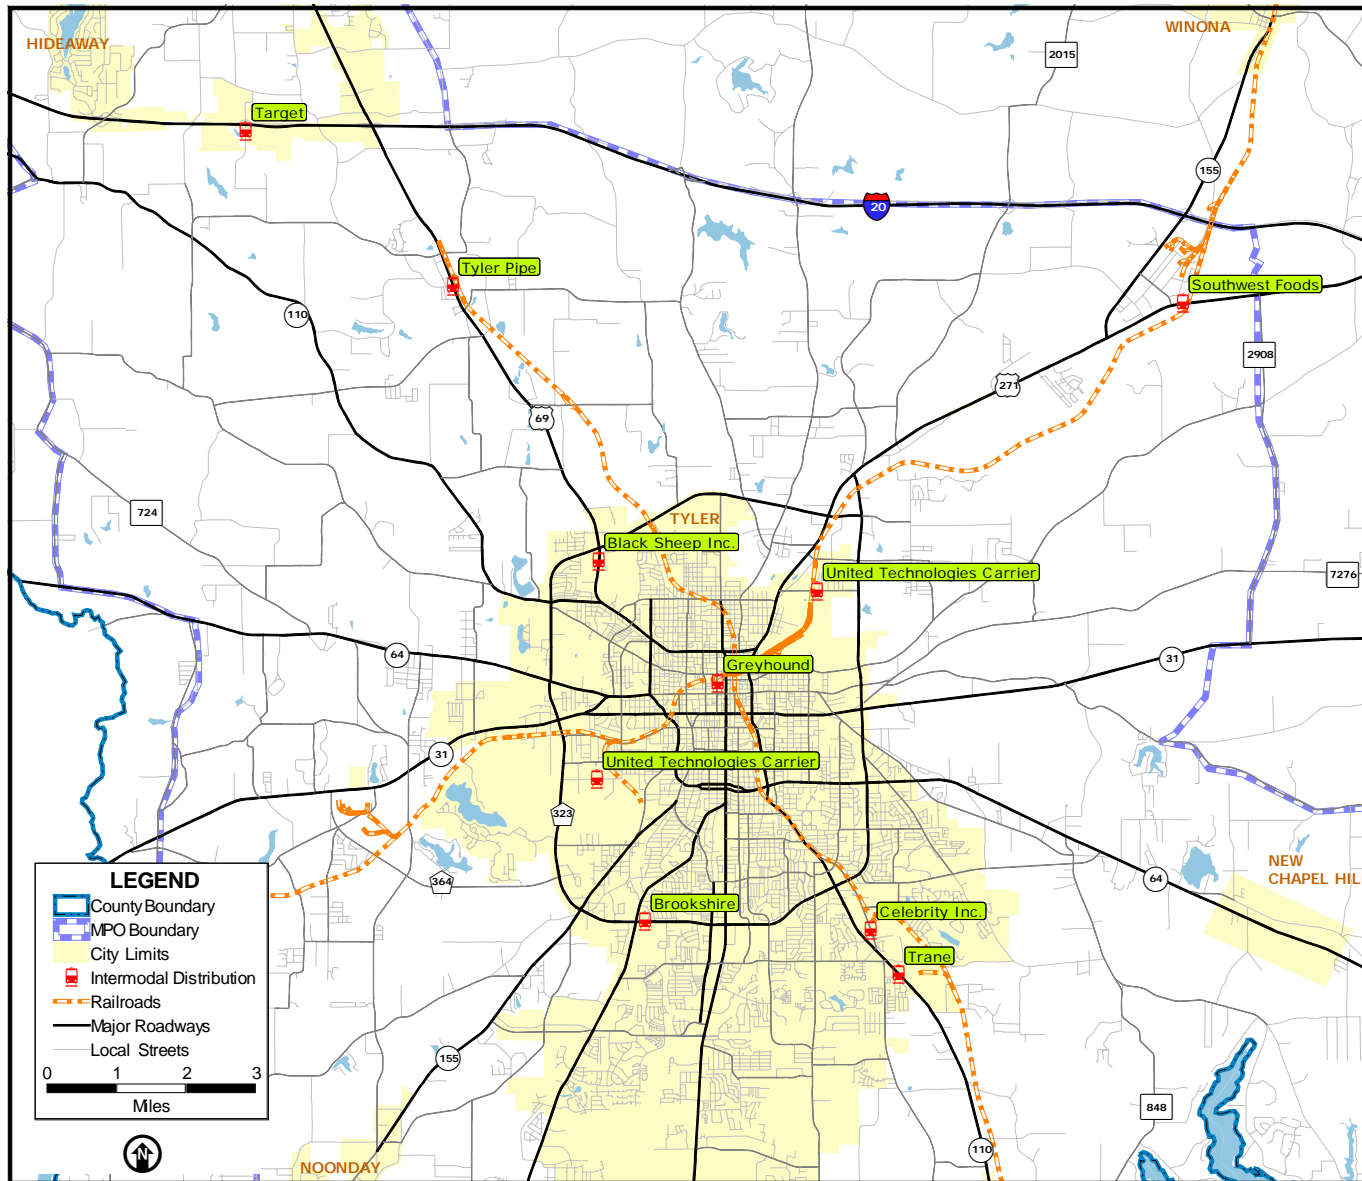 HIDEAWAY
WINONA
2015
Target
155
20
Tyler Pipe
Southwest Foods
110
2908
271
69
724
TYLER
Black Sheep Inc.
United Technologies Carrier
7276
64
31
Greyhound
31
United Technologies Carrier
323
364
64
NEW
CHAPEL HIL
Brookshire
Celebrity Inc.
Trane
LEGEND
County Boundary
MPO Boundary
City Limits
Intermodal Distribution
Railroads
Major Roadways
Local Streets
0 1 2 3
Miles
155
848
110
N
NOONDAY